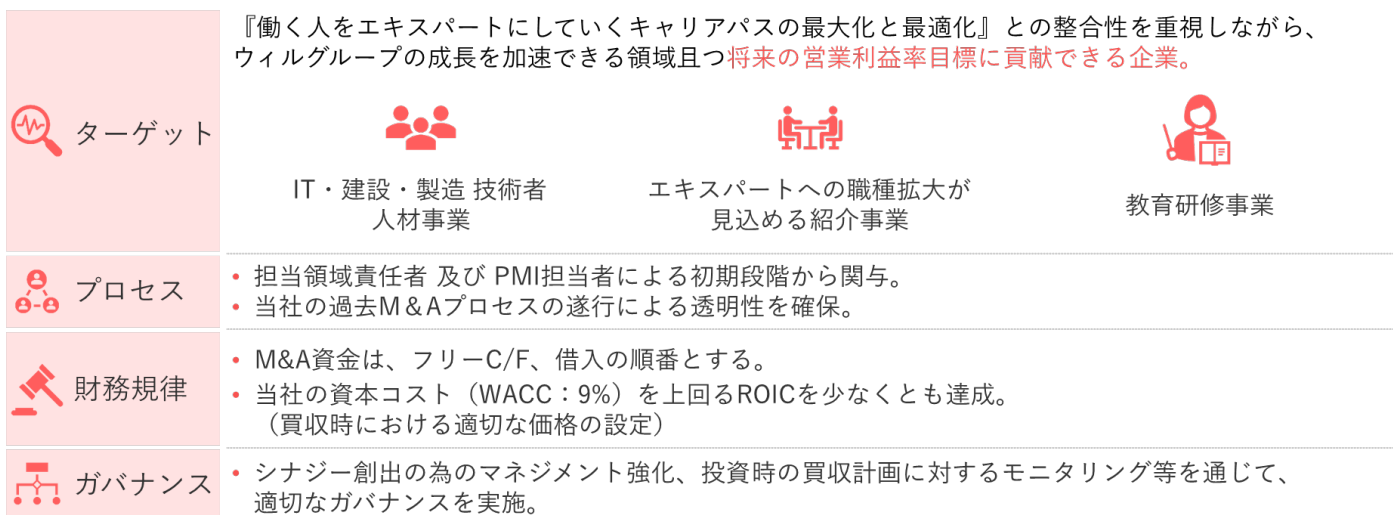 『働く人をエキスパートにしていくキャリアパスの最大化と最適化』との整合性を重視しながら、
ウィルグループの成長を加速できる領域且つ将来の営業利益率目標に貢献できる企業。
ターゲット
IT・建設・製造 技術者
人材事業
エキスパートへの職種拡大が
見込める紹介事業
教育研修事業
プロセス
• 担当領域責任者 及び PMI担当者による初期段階から関与。
• 当社の過去M＆Aプロセスの遂行による透明性を確保。
財務規律
• M&A資金は、フリーC/F、借入の順番とする。
• 当社の資本コスト（WACC：9%）を上回るROICを少なくとも達成。
（買収時における適切な価格の設定）
ガバナンス
• シナジー創出の為のマネジメント強化、投資時の買収計画に対するモニタリング等を通じて、
適切なガバナンスを実施。